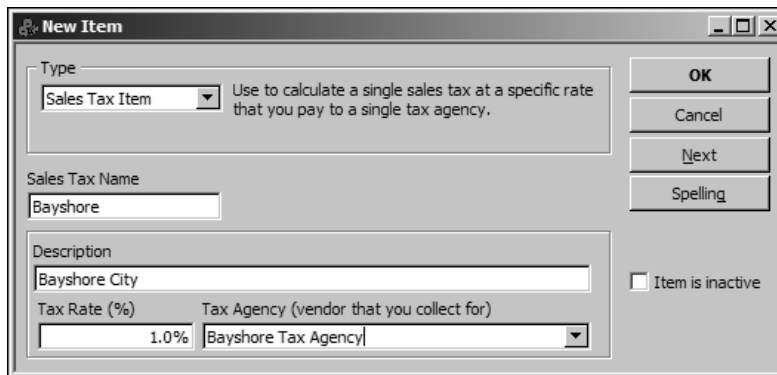 New Item
Type
Sales Tax Item
Use to calculate a single sales tax at a specific rate
that you pay to a single tax agency.
OK
Cancel
Next
Spelling
Sales Tax Name
Bayshore
Description
Bayshore City
Item is inactive
Tax Rate (%) Tax Agency (vendor that you collect for)
1.0% Bayshore Tax Agency